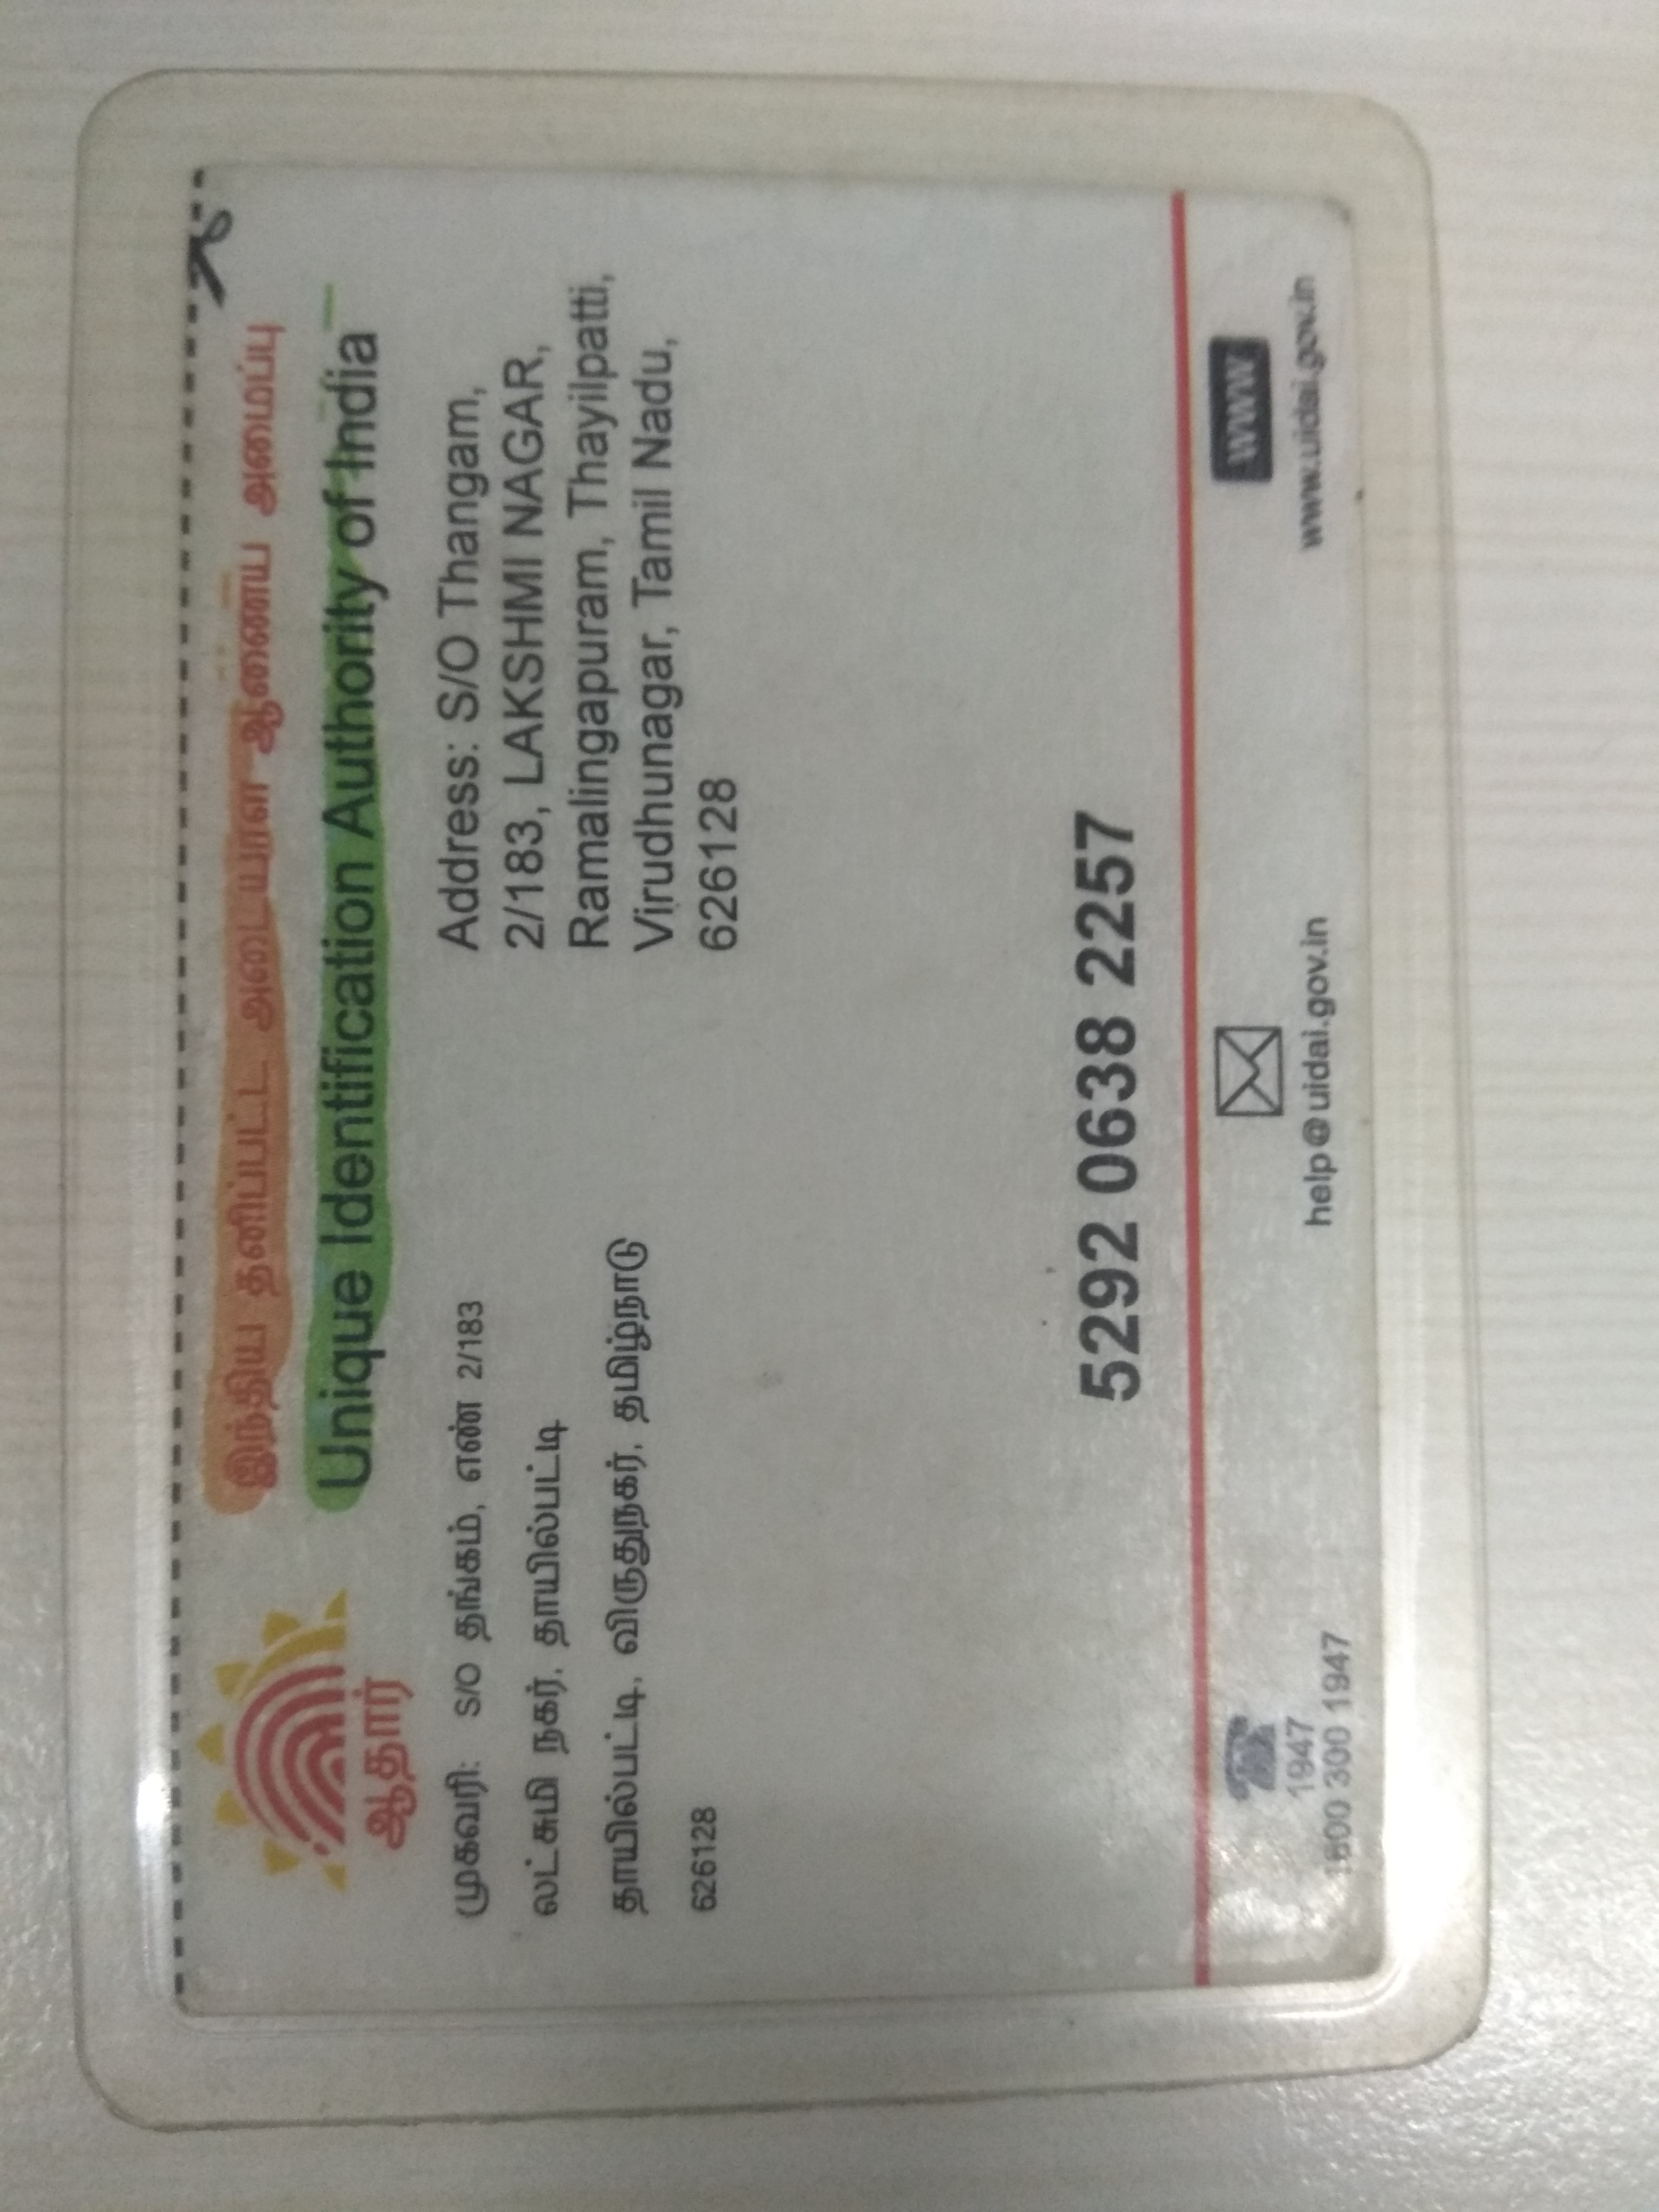 இந்திய தனிப்பட்ட அடையாள ஆணைய அமைப்பு
Unique Identification Authority of India
ஆதார்
முகவரி: S/O தங்கம், எண் 2/183
லட்சுமி நகர், தாயில்பட்டி
தாயில்பட்டி, விருதுநகர், தமிழ்நாடு
626128
Address: S/O Thangam,
2/183, LAKSHMI NAGAR,
Ramalingapuram, Thayilpatti,
Virudhunagar, Tamil Nadu,
626128
5292 0638 2257
1947
1800 300 1947
help@uidai.gov.in
www
www.uidai.gov.in